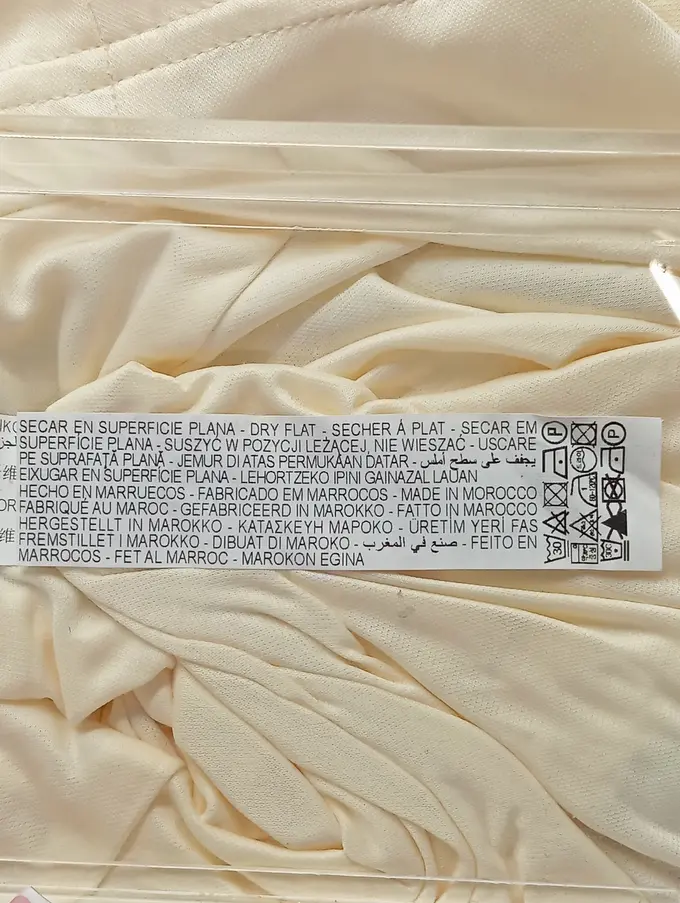 SECAR EN SUPERFICIE PLANA - DRY FLAT - SECHER Á PLAT - SECAR EM
SUPERFÍCIE PLANA - SUSZYĆ W POZYCJI LEŻĄCEJ, NIE WIESZAĆ - USCARE
PE SUPRAFAŢĂ PLANĂ - JEMUR DI ATAS PERMUKAAN DATAR - يجفف على سطح أملس -
EIXUGAR EN SUPERFÍCIE PLANA - LEHORTZEKO IPINI GAINAZAL LAUAN
HECHO EN MARRUECOS - FABRICADO EM MARROCOS - MADE IN MOROCCO
FABRIQUÉ AU MAROC - GEFABRICEERD IN MAROKKO - FATTO IN MAROCCO
HERGESTELLT IN MAROKKO - ΚΑΤΑΣΚΕΥΗ ΜΑΡΟΚΟ - ÜRETİM YERİ FAS
FREMSTILLET I MAROKKO - DIBUAT DI MAROKO - صنع في المغرب - FEITO EN
MARROCOS - FET AL MARROC - MAROKON EGINA
P P
30 30